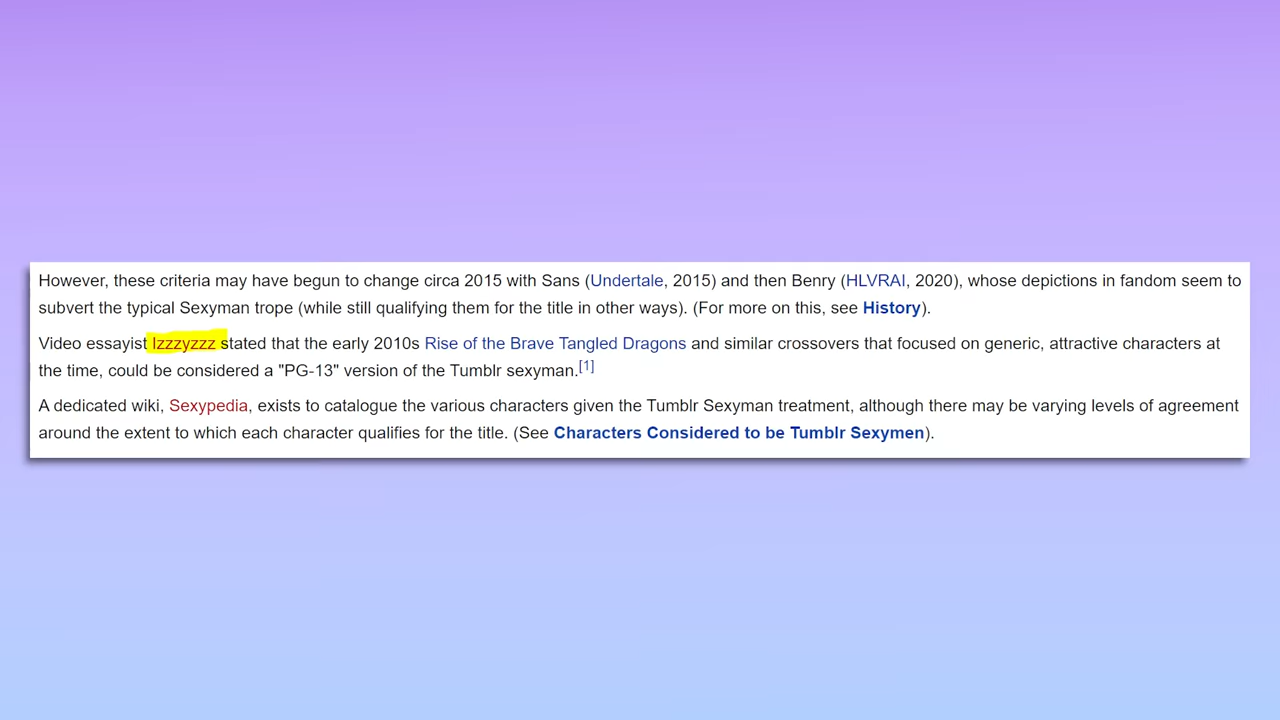 However, these criteria may have begun to change circa 2015 with Sans (Undertale, 2015) and then Benry (HLVRAI, 2020), whose depictions in fandom seem to
subvert the typical Sexyman trope (while still qualifying them for the title in other ways). (For more on this, see History).
Video essayist Izzzyzzz stated that the early 2010s Rise of the Brave Tangled Dragons and similar crossovers that focused on generic, attractive characters at
the time, could be considered a "PG-13" version of the Tumblr sexyman.[1]
A dedicated wiki, Sexypedia, exists to catalogue the various characters given the Tumblr Sexyman treatment, although there may be varying levels of agreement
around the extent to which each character qualifies for the title. (See Characters Considered to be Tumblr Sexymen).